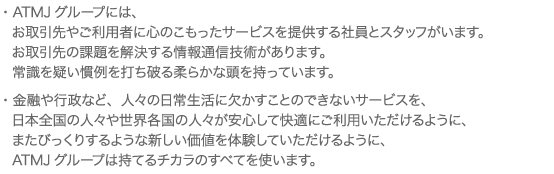 ・ATMJグループには、
お取引先やご利用者に心のこもったサービスを提供する社員とスタッフがいます。
お取引先の課題を解決する情報通信技術があります。
常識を疑い慣例を打ち破る柔らかな頭を持っています。
・金融や行政など、人々の日常生活に欠かすことのできないサービスを、
日本全国の人々や世界各国の人々が安心して快適にご利用いただけるように、
またびっくりするような新しい価値を体験していただけるように、
ATMJグループは持てるチカラのすべてを使います。